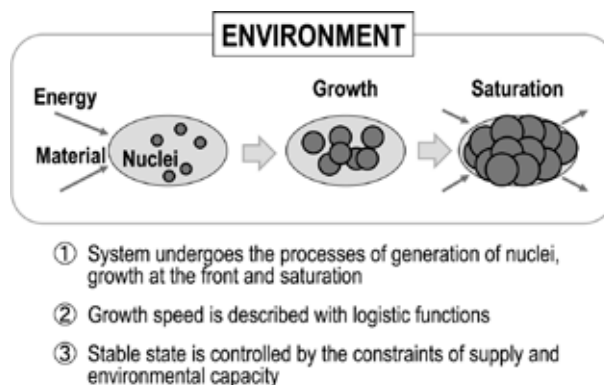 ENVIRONMENT
Energy
Growth
Saturation
Material
Nuclei
① System undergoes the processes of generation of nuclei,
growth at the front and saturation
② Growth speed is described with logistic functions
③ Stable state is controlled by the constraints of supply and
environmental capacity